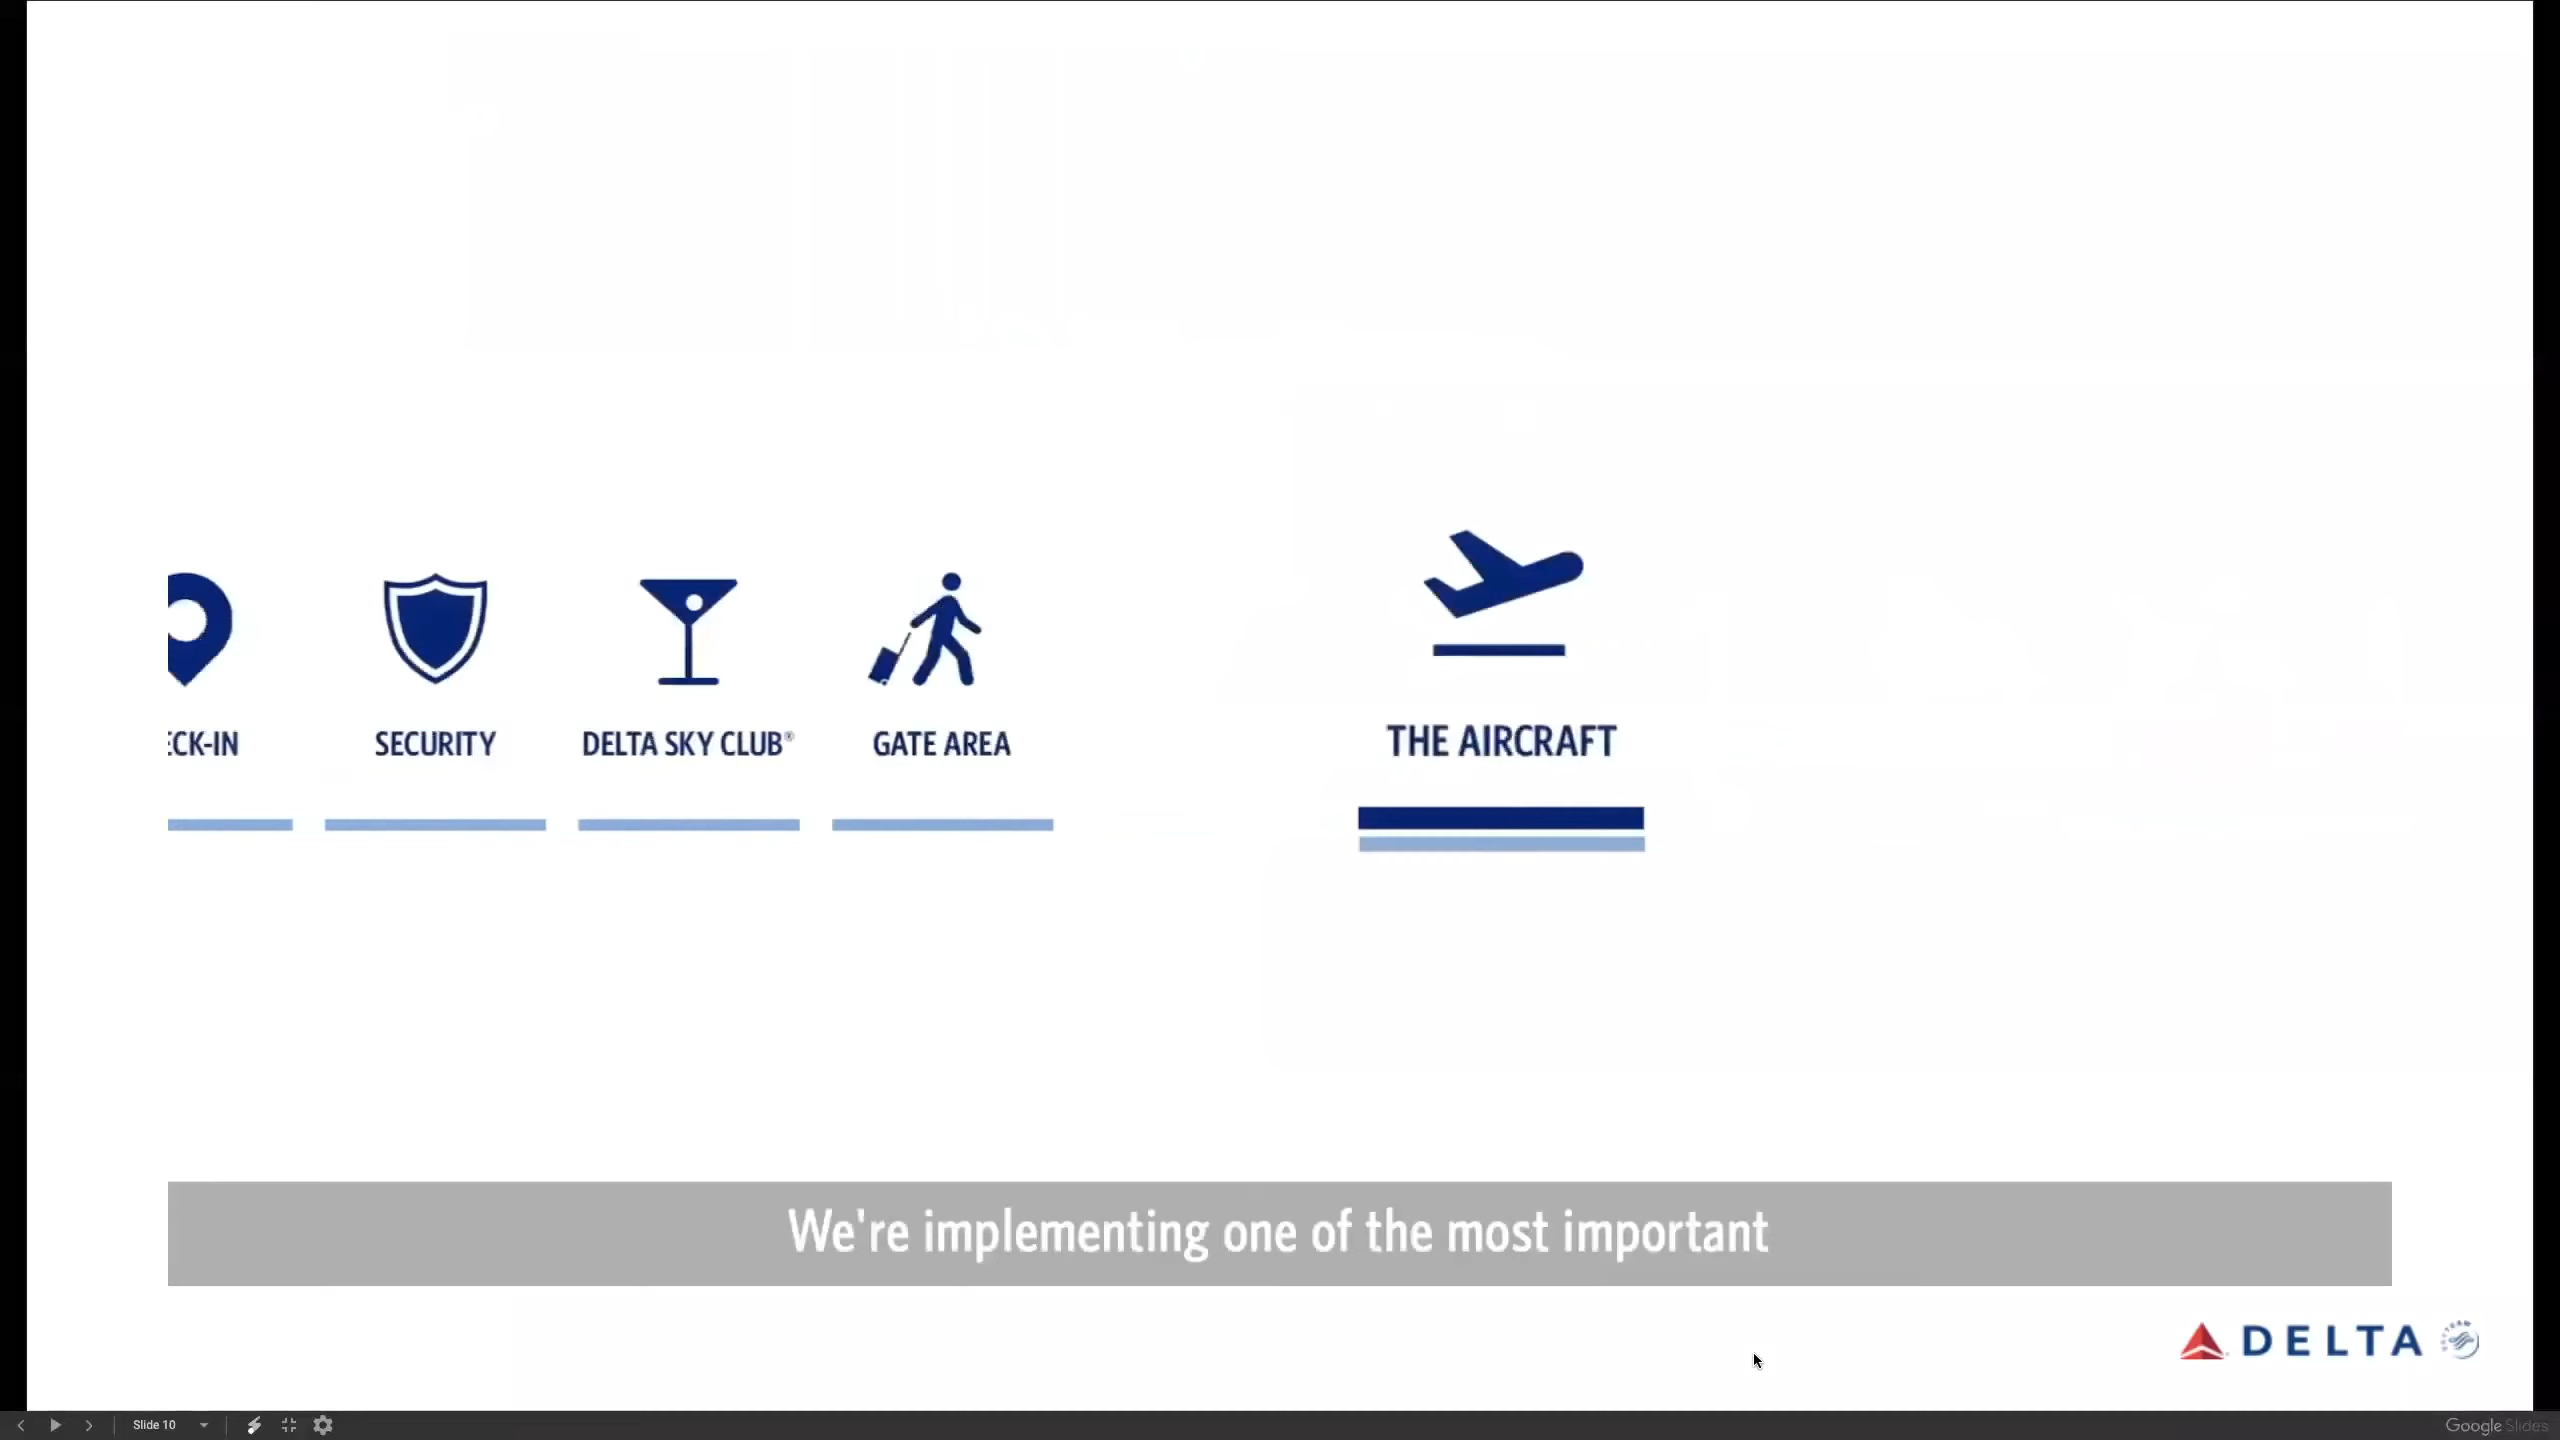 ECK-IN
SECURITY
DELTA SKY CLUB®
GATE AREA
THE AIRCRAFT
We're implementing one of the most important
DELTA
Slide 10
Google Slides